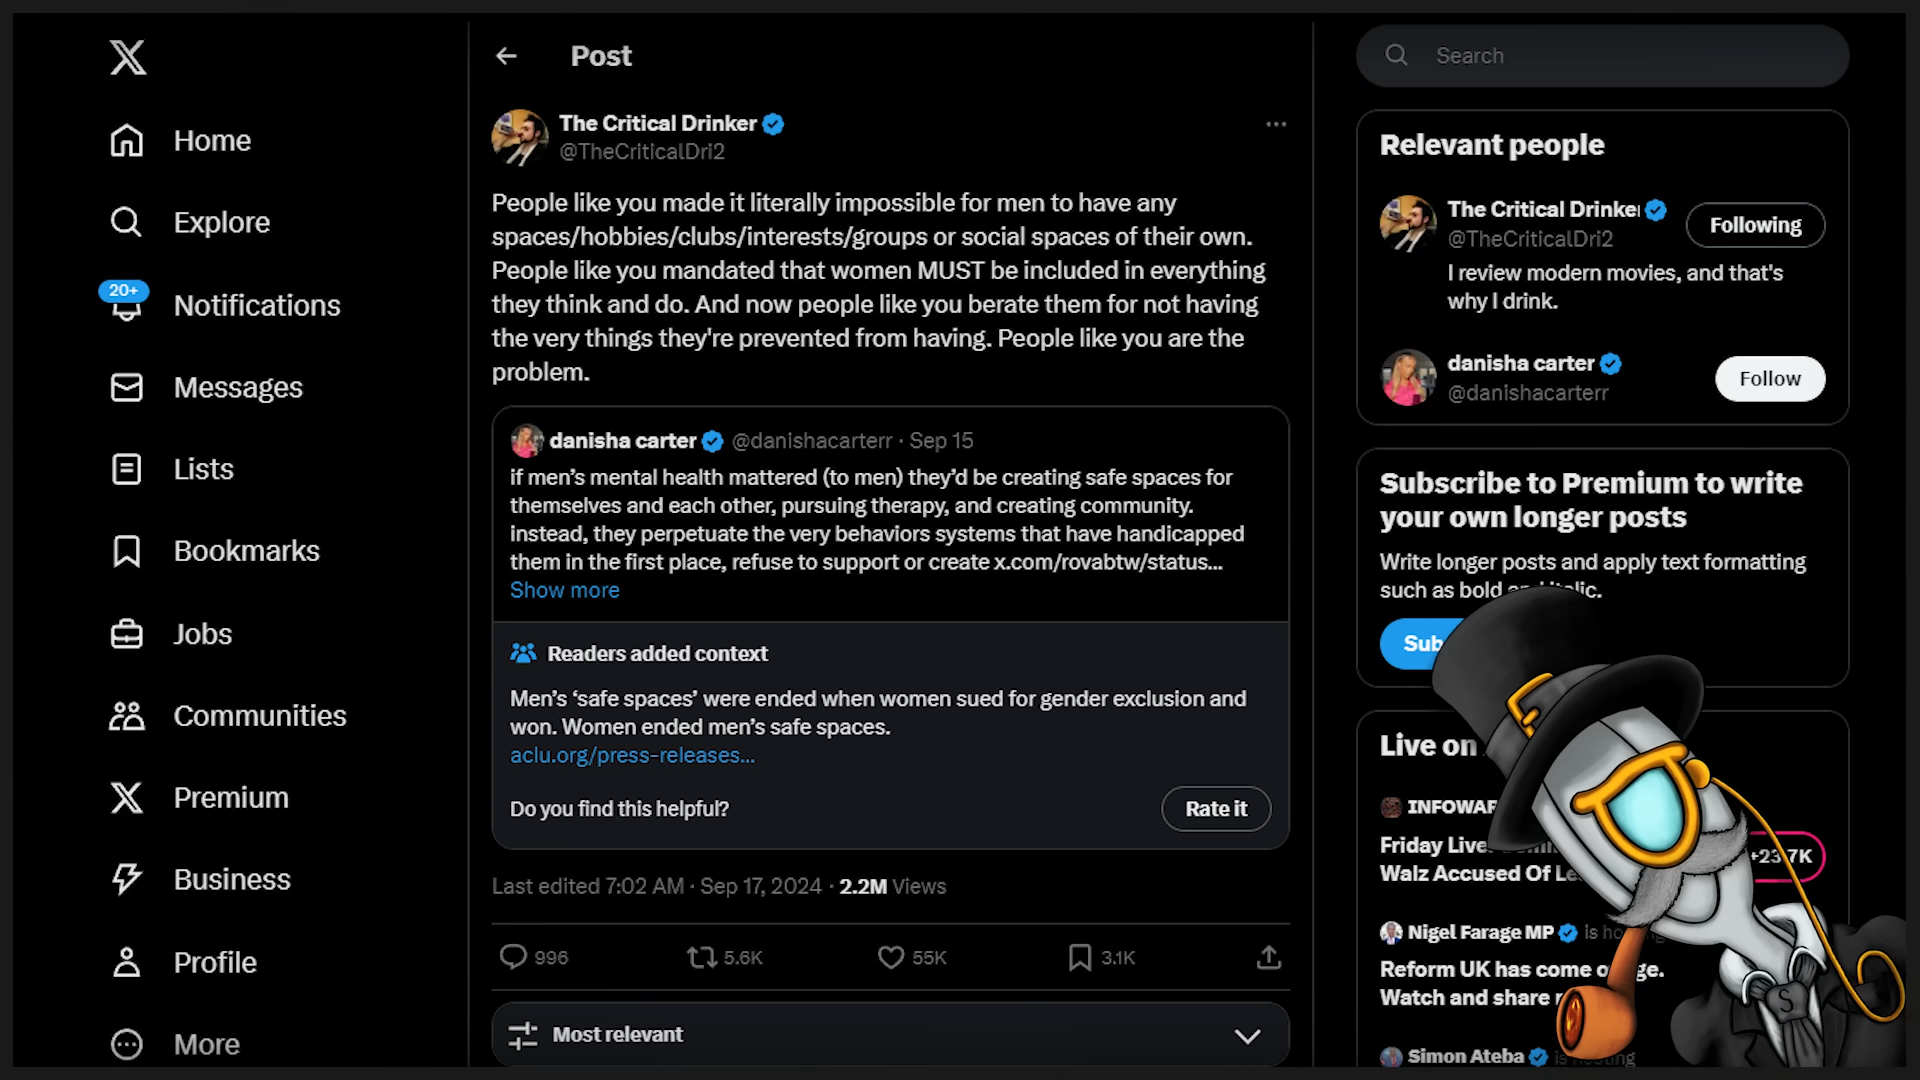 Home
Explore
20+
Notifications
Messages
Lists
Bookmarks
Jobs
Communities
Premium
Business
Profile
More
Post
The Critical Drinker
@TheCriticalDri2
People like you made it literally impossible for men to have any
spaces/hobbies/clubs/interests/groups or social spaces of their own.
People like you mandated that women MUST be included in everything
they think and do. And now people like you berate them for not having
the very things they're prevented from having. People like you are the
problem.
danisha carter @danishacarterr · Sep 15
if men’s mental health mattered (to men) they’d be creating safe spaces for
themselves and each other, pursuing therapy, and creating community.
instead, they perpetuate the very behaviors systems that have handicapped
them in the first place, refuse to support or create x.com/rovabtw/status...
Show more
Readers added context
Men’s ‘safe spaces’ were ended when women sued for gender exclusion and
won. Women ended men’s safe spaces.
aclu.org/press-releases...
Do you find this helpful?
Rate it
Last edited 7:02 AM · Sep 17, 2024 · 2.2M Views
996 5.6K 55K 3.1K
Most relevant
Search
Relevant people
The Critical Drinker
@TheCriticalDri2
Following
I review modern movies, and that's
why I drink.
danisha carter
@danishacarterr
Follow
Subscribe to Premium to write
your own longer posts
Write longer posts and apply text formatting
such as bold and italic.
Sub
Live on
INFOWAR
Friday Live:
Walz Accused Of
+23.7K
Nigel Farage MP is
Reform UK has come of age.
Watch and share
Simon Ateba is hosting
S